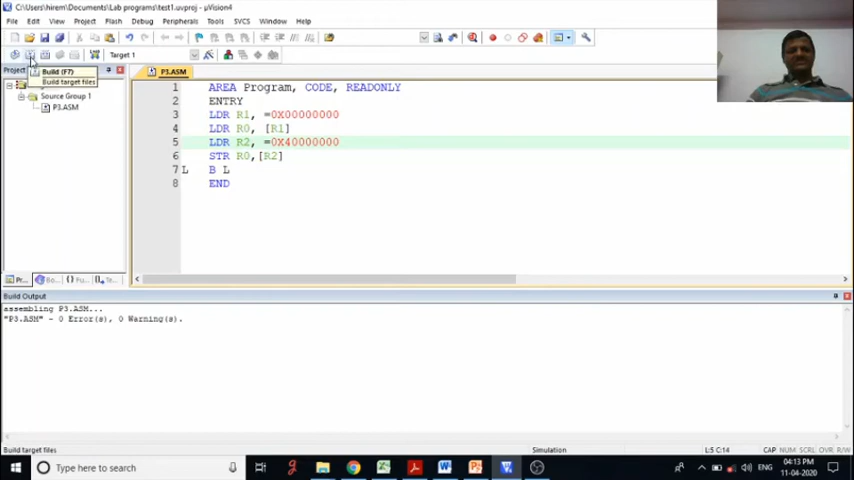 C:\Users\hirem\Documents\Lab programs\test1.uvproj - µVision4
File Edit View Project Flash Debug Peripherals Tools SVCS Window Help
Target 1
Build (F7)
Build target files
Project
Source Group 1
P3.ASM
P3.ASM
1 AREA Program, CODE, READONLY
2 ENTRY
3 LDR R1, =0X00000000
4 LDR R0, [R1]
5 LDR R2, =0X40000000
6 STR R0,[R2]
7 L B L
8 END
Pr... Bo... {} Fu... Te...
Build Output
assembling P3.ASM...
"P3.ASM" - 0 Error(s), 0 Warning(s).
Build target files Simulation L:5 C:14 CAP NUM SCRL OVR R/W
Type here to search
ENG
04:13 PM
11-04-2020